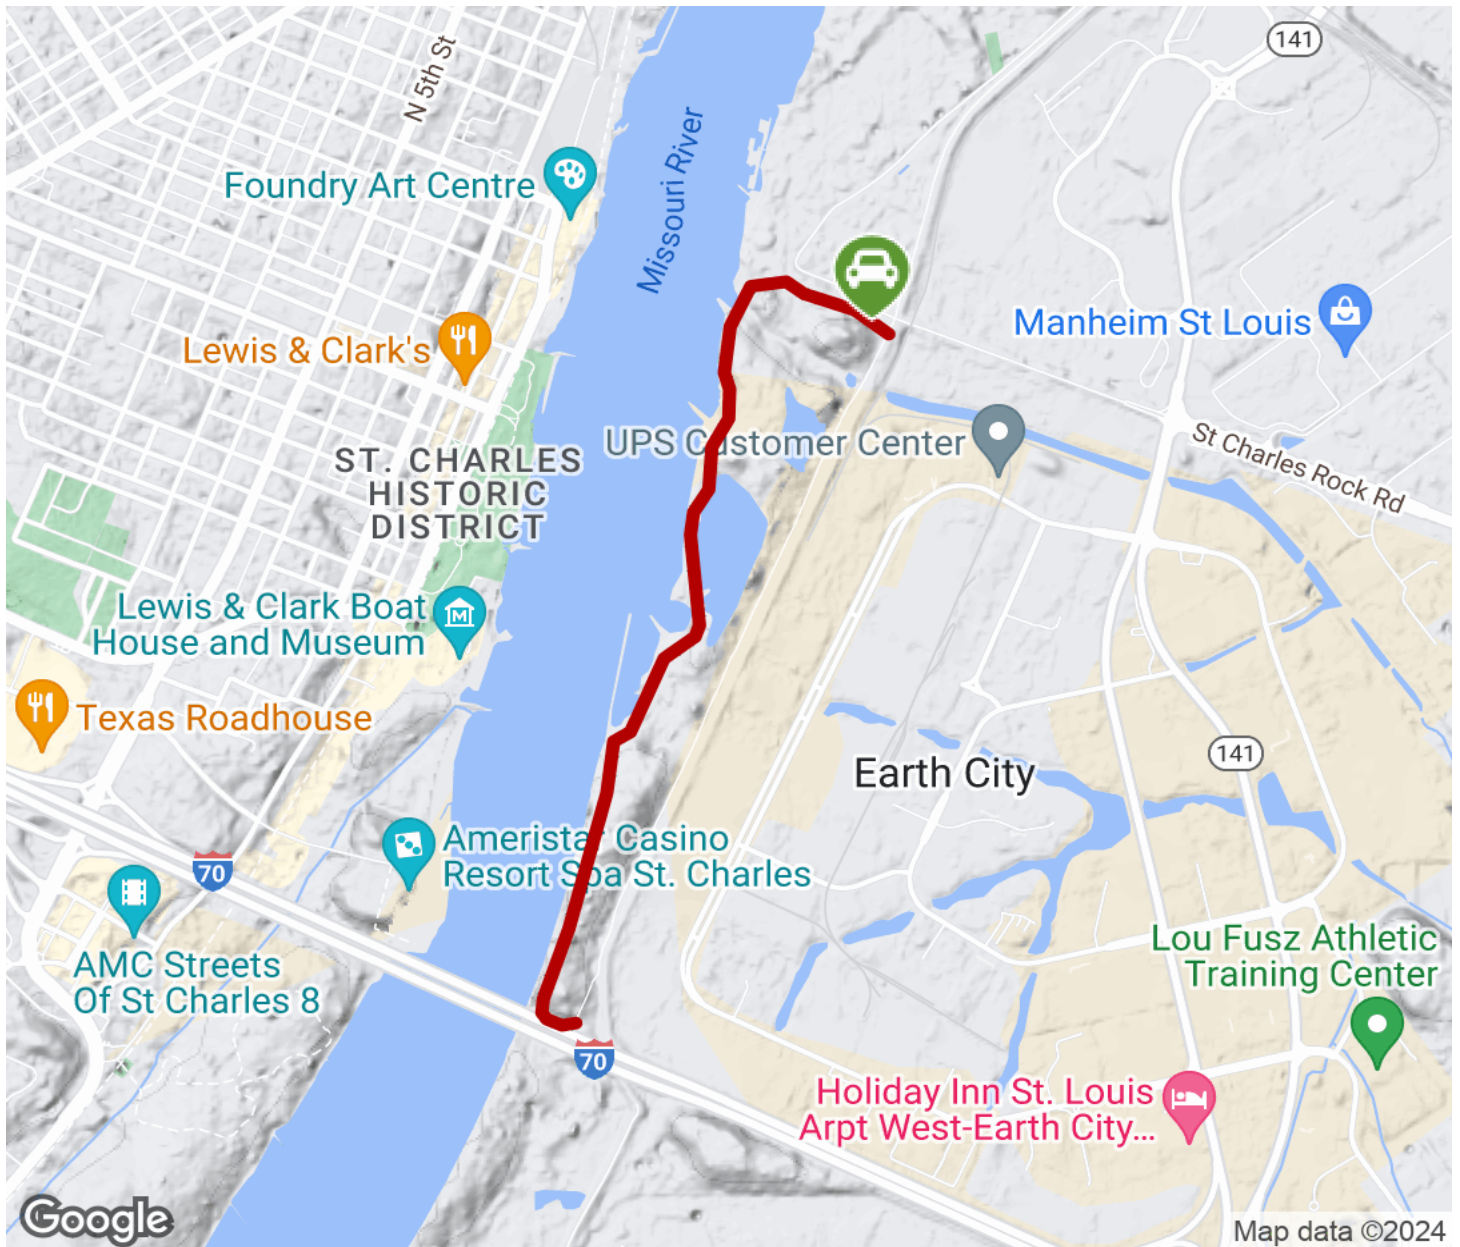 141
N 5th St
Foundry Art Centre
Missouri River
Manheim St Louis
Lewis & Clark's
UPS Customer Center
St Charles Rock Rd
ST. CHARLES
HISTORIC
DISTRICT
Lewis & Clark Boat
House and Museum
Texas Roadhouse
141
Earth City
Ameristar Casino
Resort Spa St. Charles
70
Lou Fusz Athletic
Training Center
AMC Streets
Of St Charles 8
70
Holiday Inn St. Louis
Arpt West-Earth City...
Google
Map data ©2024